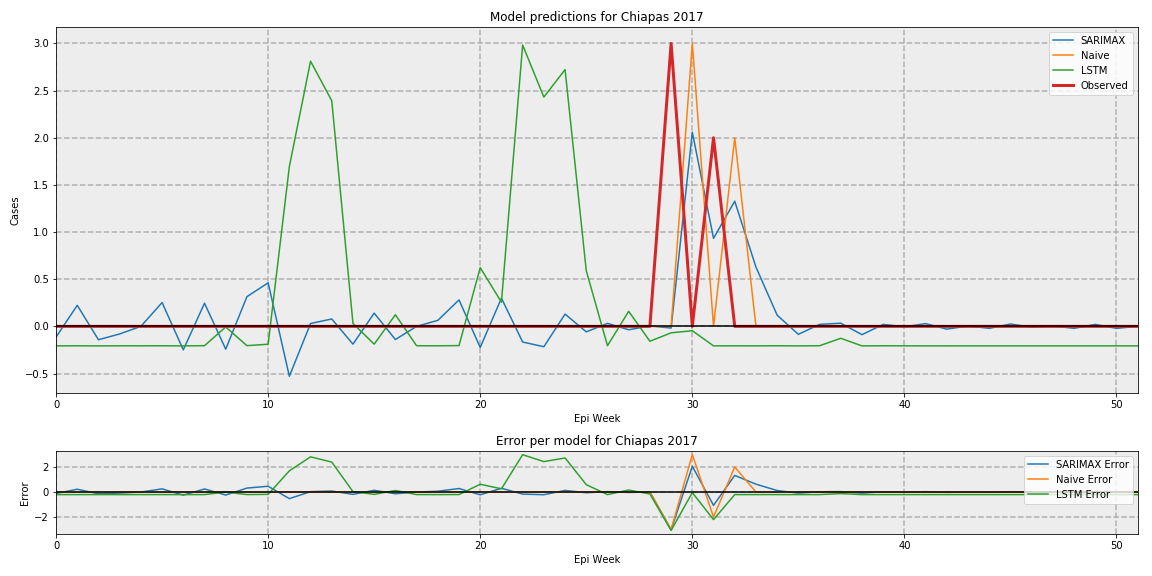 Model predictions for Chiapas 2017
3.0
2.5
2.0
1.5
1.0
0.5
0.0
−0.5
Cases
0 10 20 30 40 50
Epi Week
SARIMAX
Naive
LSTM
Observed
Error per model for Chiapas 2017
2
0
−2
Error
0 10 20 30 40 50
Epi Week
SARIMAX Error
Naive Error
LSTM Error